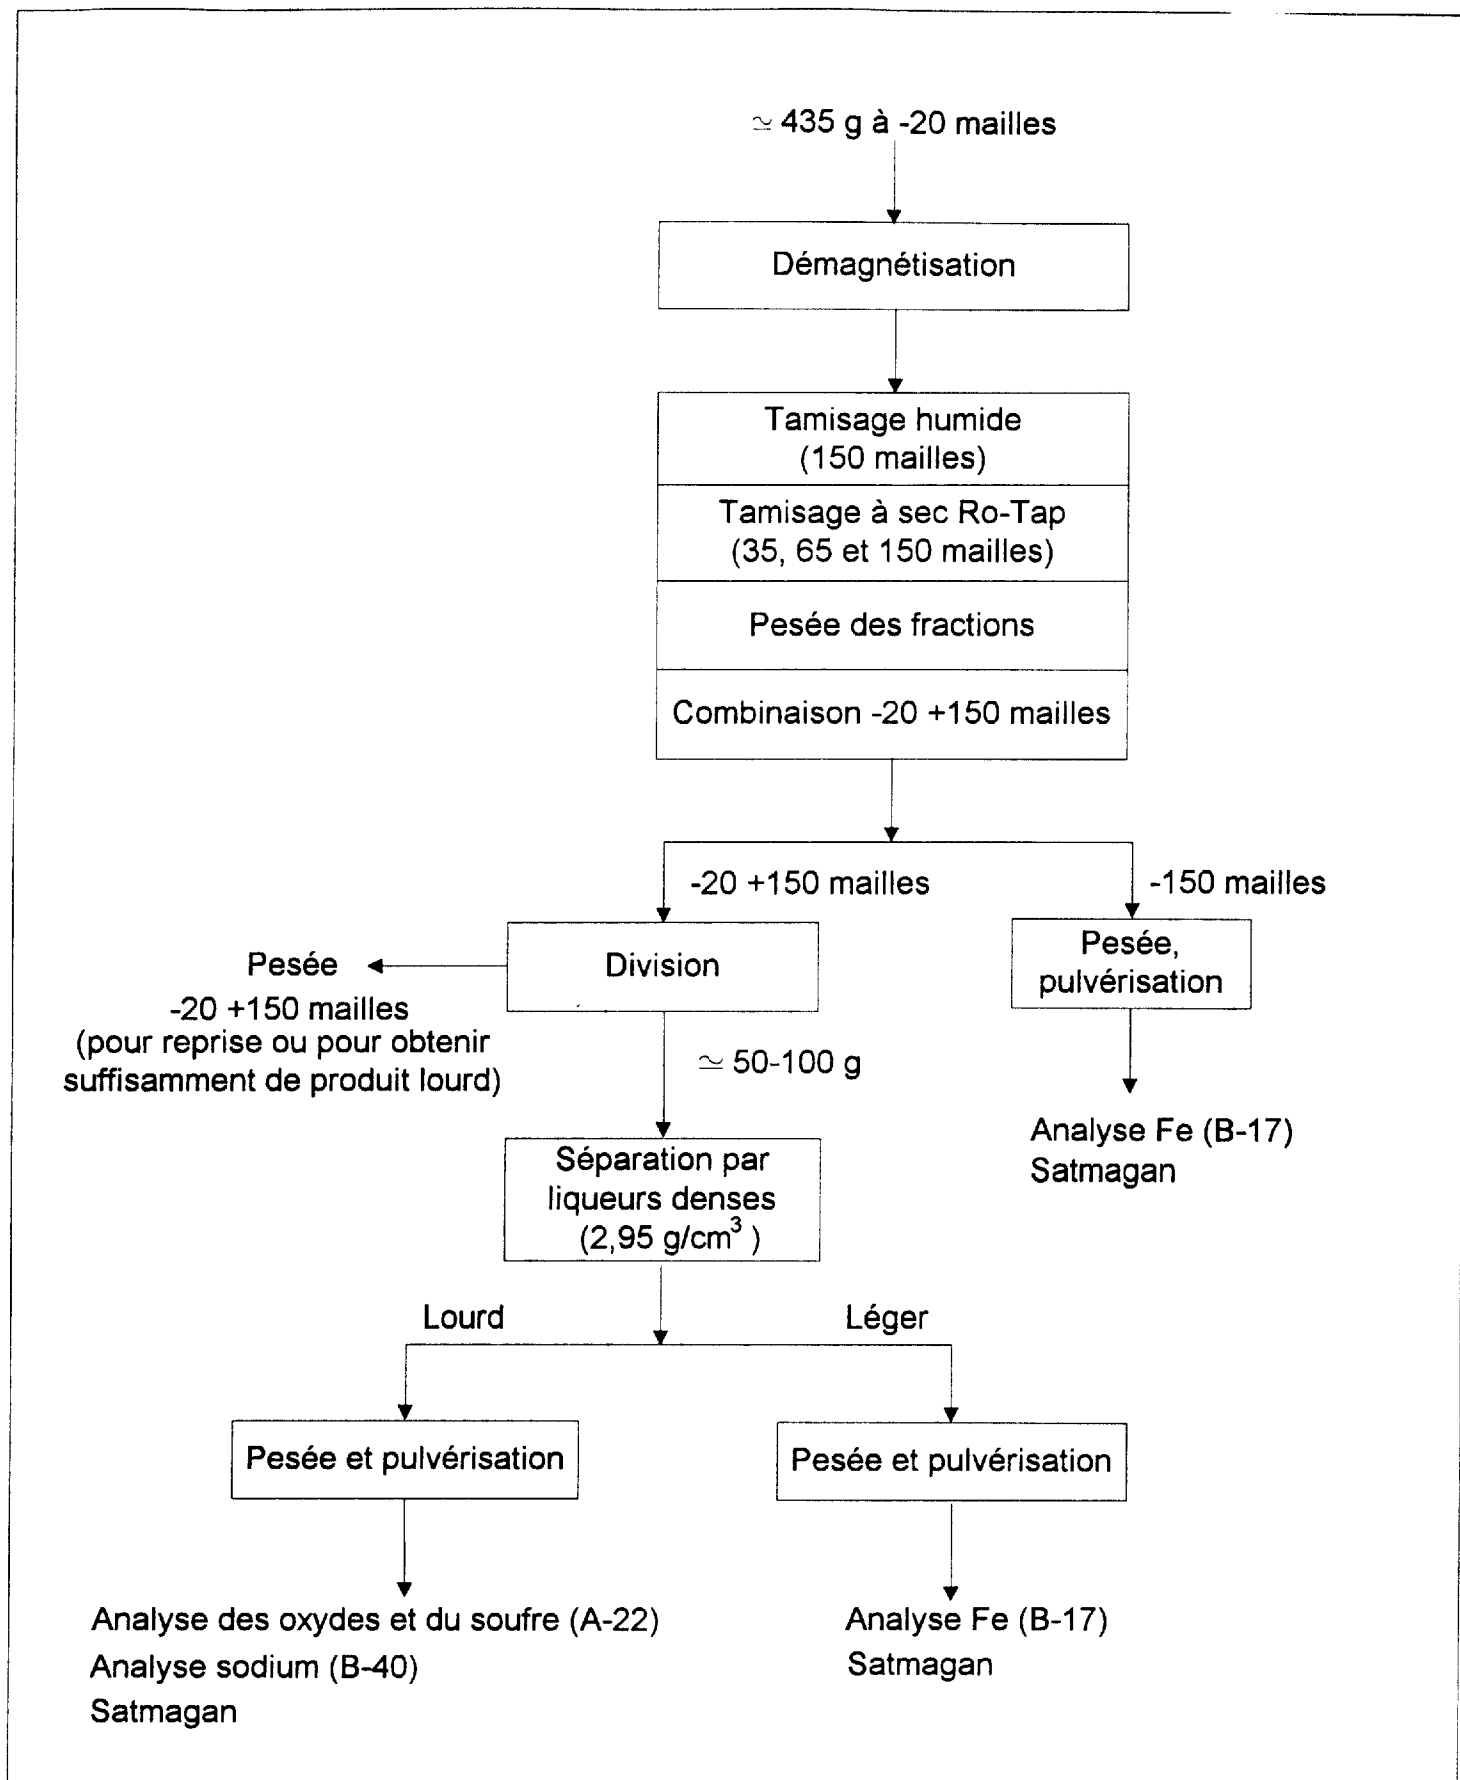 ≃ 435 g à -20 mailles
Démagnétisation
Tamisage humide
(150 mailles)
Tamisage à sec Ro-Tap
(35, 65 et 150 mailles)
Pesée des fractions
Combinaison -20 +150 mailles
-20 +150 mailles
-150 mailles
Pesée
-20 +150 mailles
(pour reprise ou pour obtenir
suffisamment de produit lourd)
Division
Pesée,
pulvérisation
≃ 50-100 g
Analyse Fe (B-17)
Satmagan
Séparation par
liqueurs denses
(2,95 g/cm³ )
Lourd
Léger
Pesée et pulvérisation
Pesée et pulvérisation
Analyse des oxydes et du soufre (A-22)
Analyse sodium (B-40)
Satmagan
Analyse Fe (B-17)
Satmagan